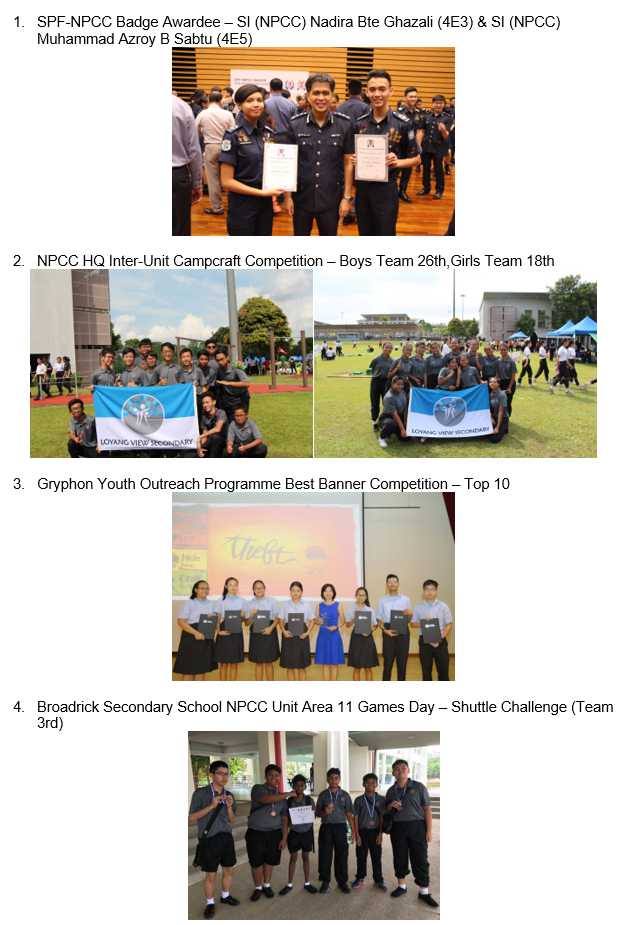 1. SPF-NPCC Badge Awardee – SI (NPCC) Nadira Bte Ghazali (4E3) & SI (NPCC)
Muhammad Azroy B Sabtu (4E5)
2. NPCC HQ Inter-Unit Campcraft Competition – Boys Team 26th,Girls Team 18th
LOYANG VIEW SECONDARY
LOYANG VIEW SECONDARY
3. Gryphon Youth Outreach Programme Best Banner Competition – Top 10
theft
Hide
4. Broadrick Secondary School NPCC Unit Area 11 Games Day – Shuttle Challenge (Team
3rd)